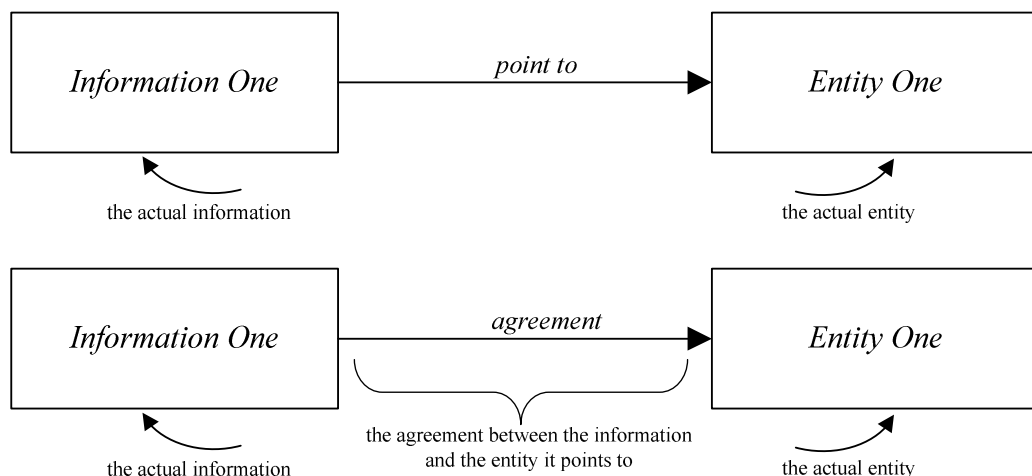 Information One
point to
Entity One
the actual information
the actual entity
Information One
agreement
Entity One
the agreement between the information
and the entity it points to
the actual information
the actual entity